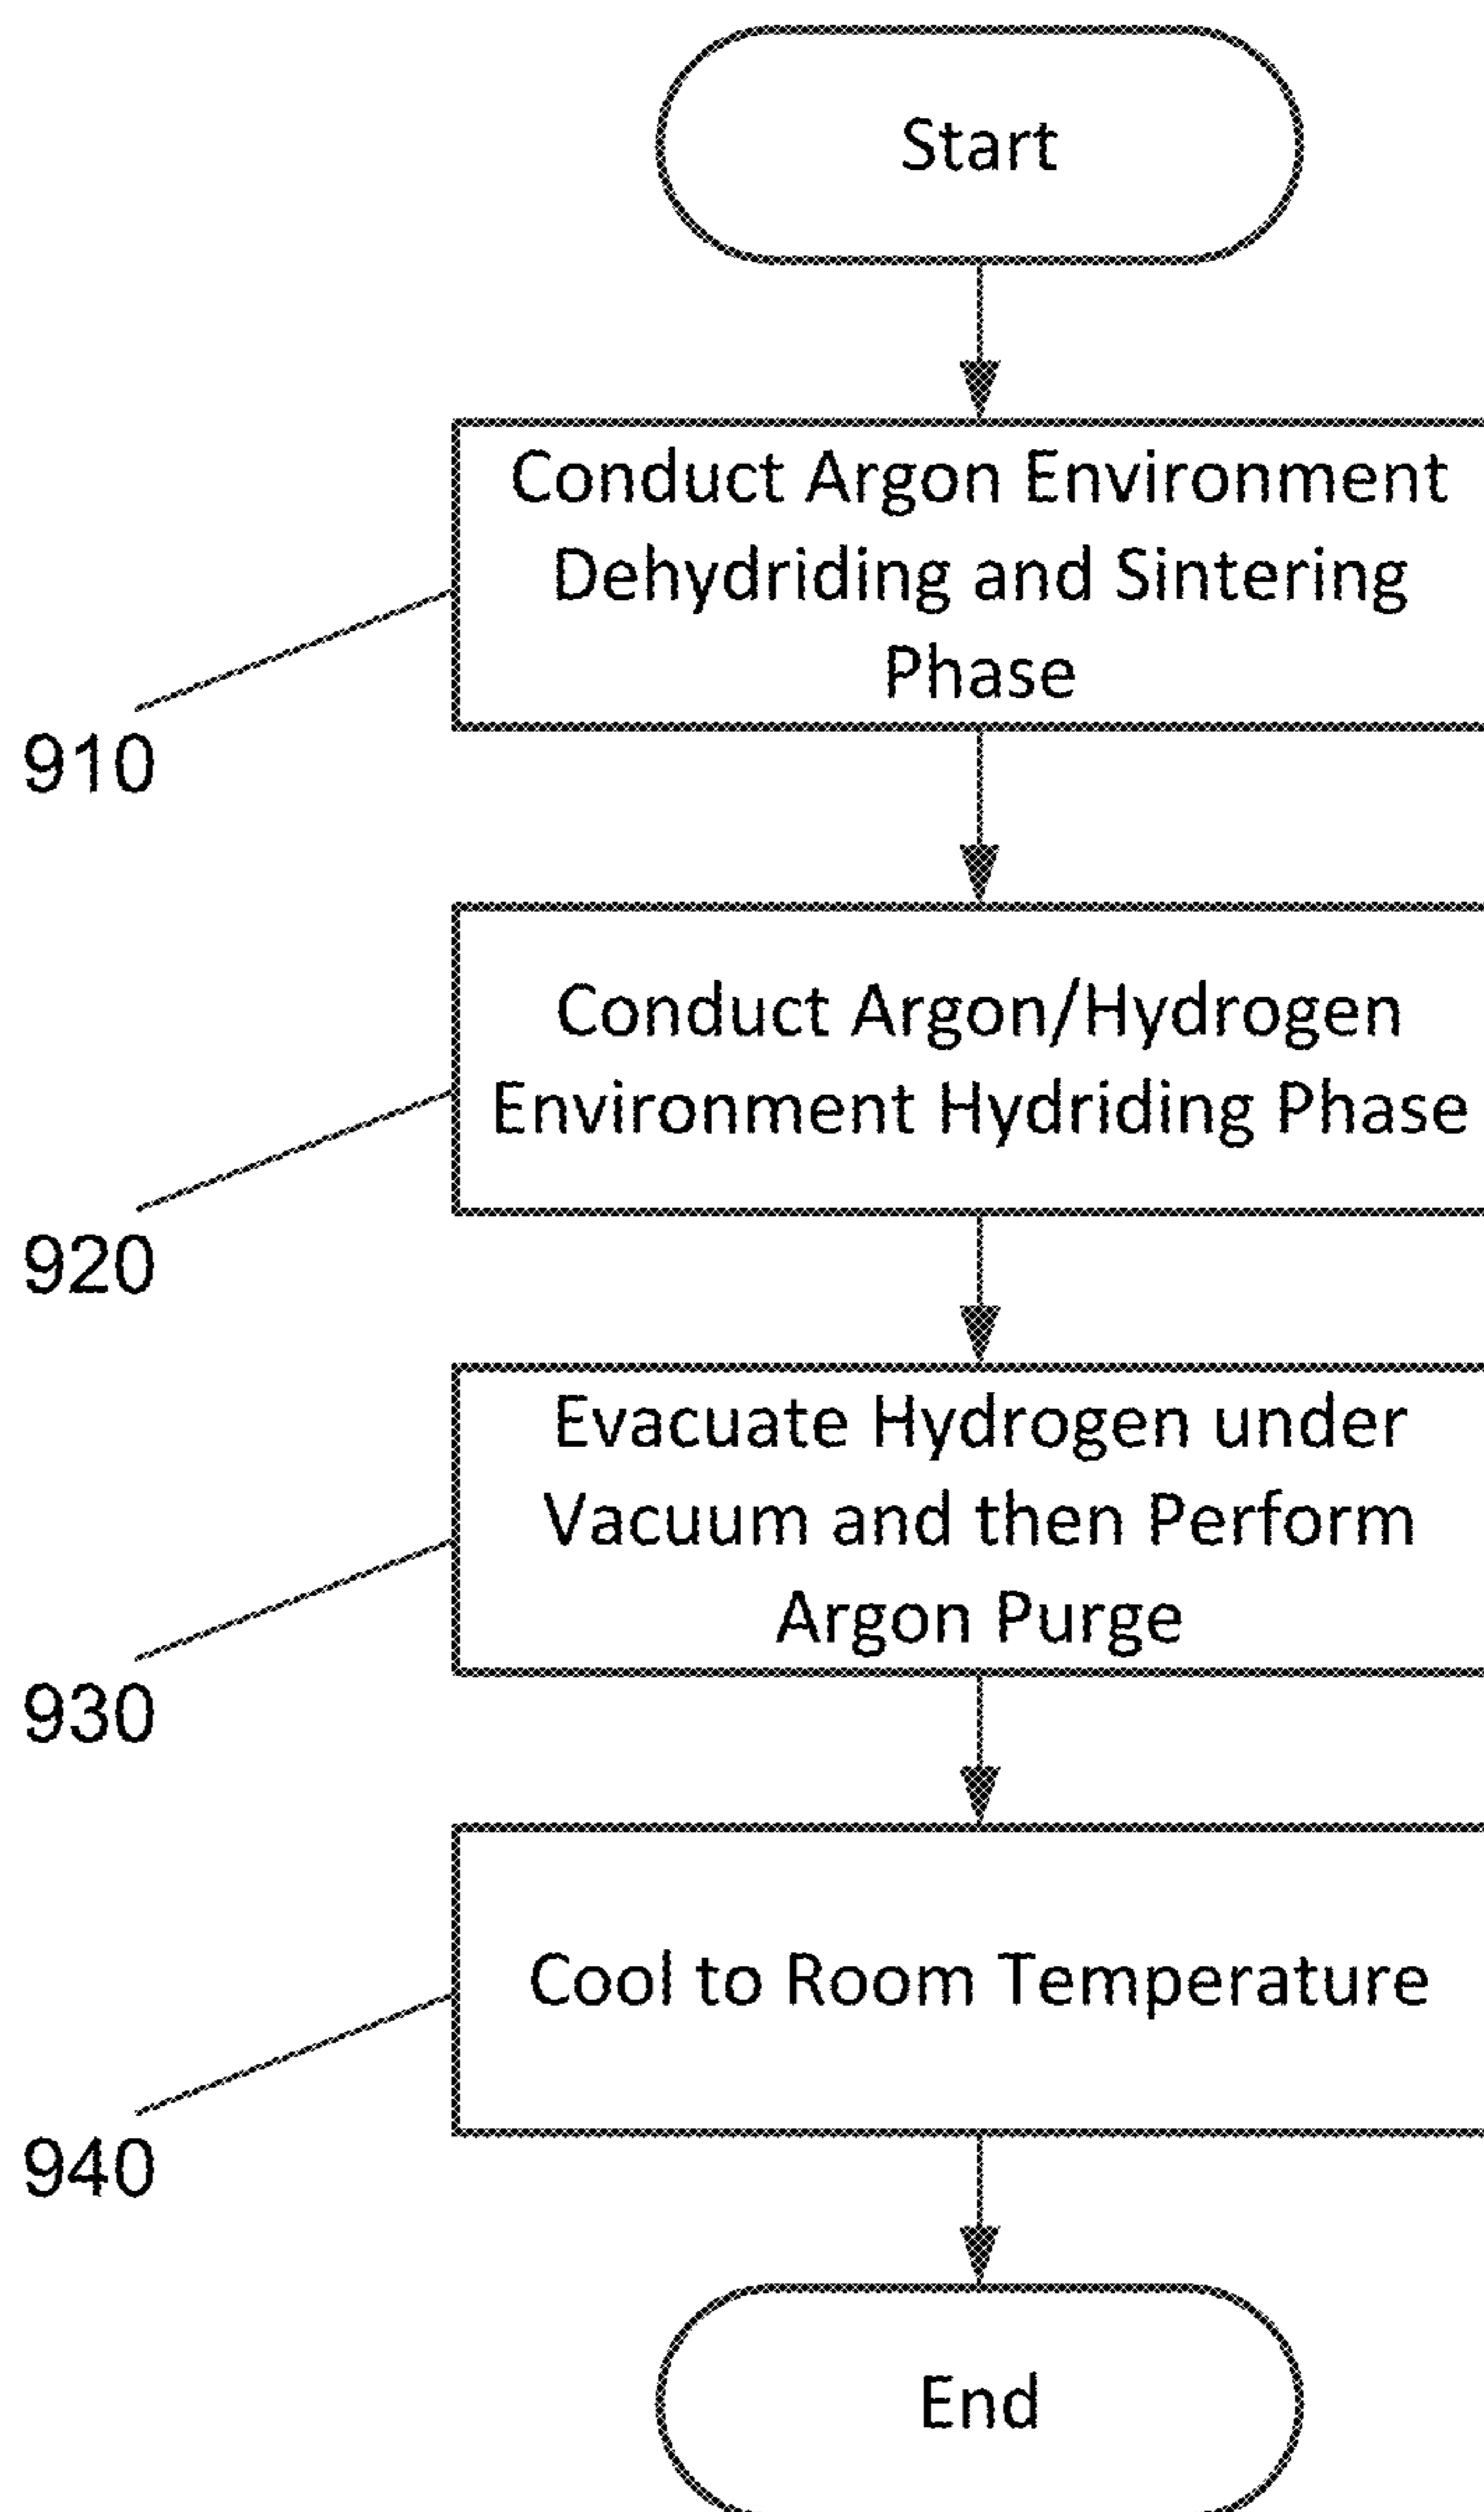 Start
Conduct Argon Environment
Dehydriding and Sintering
Phase
910
Conduct Argon/Hydrogen
Environment Hydriding Phase
920
Evacuate Hydrogen under
Vacuum and then Perform
Argon Purge
930
Cool to Room Temperature
940
End